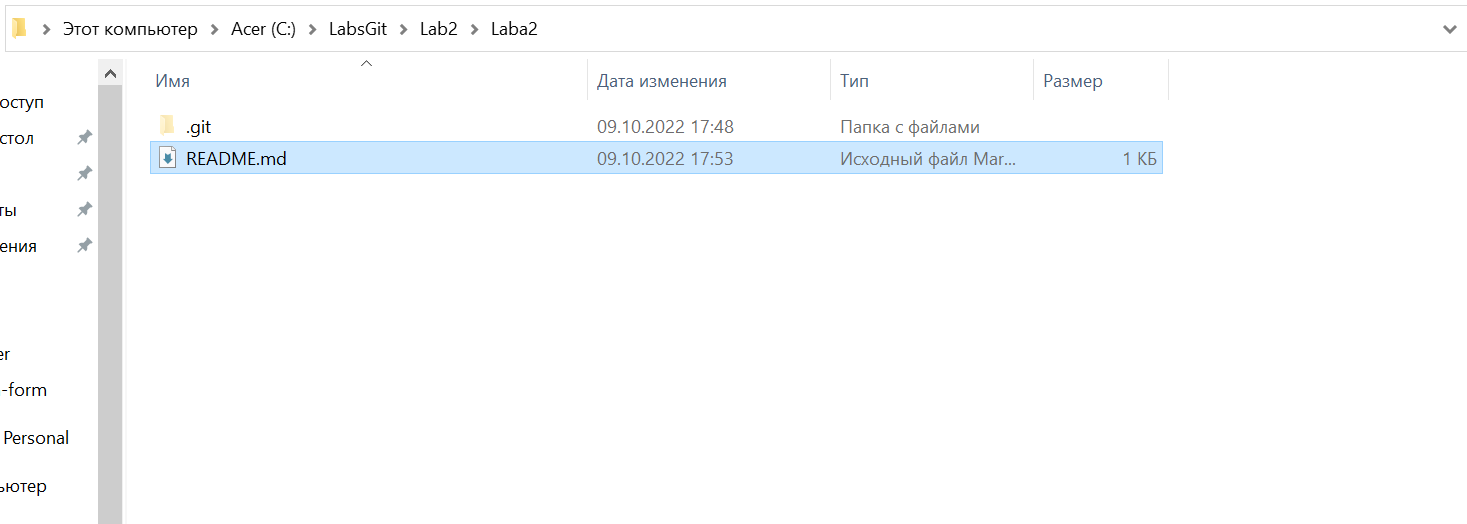 Этот компьютер > Acer (C:) > LabsGit > Lab2 > Laba2
Имя Дата изменения Тип Размер
.git 09.10.2022 17:48 Папка с файлами
README.md 09.10.2022 17:53 Исходный файл Mar... 1 КБ
оступ
стол
ты
ения
er
-form
Personal
ьютер